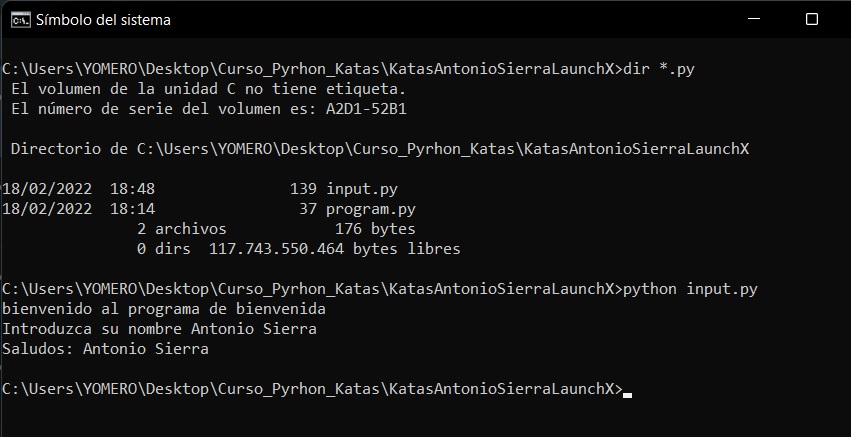 Símbolo del sistema
C:\Users\YOMERO\Desktop\Curso_Pyrhon_Katas\KatasAntonioSierraLaunchX>dir *.py
El volumen de la unidad C no tiene etiqueta.
El número de serie del volumen es: A2D1-52B1
Directorio de C:\Users\YOMERO\Desktop\Curso_Pyrhon_Katas\KatasAntonioSierraLaunchX
18/02/2022 18:48 139 input.py
18/02/2022 18:14 37 program.py
2 archivos 176 bytes
0 dirs 117.743.550.464 bytes libres
C:\Users\YOMERO\Desktop\Curso_Pyrhon_Katas\KatasAntonioSierraLaunchX>python input.py
bienvenido al programa de bienvenida
Introduzca su nombre Antonio Sierra
Saludos: Antonio Sierra
C:\Users\YOMERO\Desktop\Curso_Pyrhon_Katas\KatasAntonioSierraLaunchX>